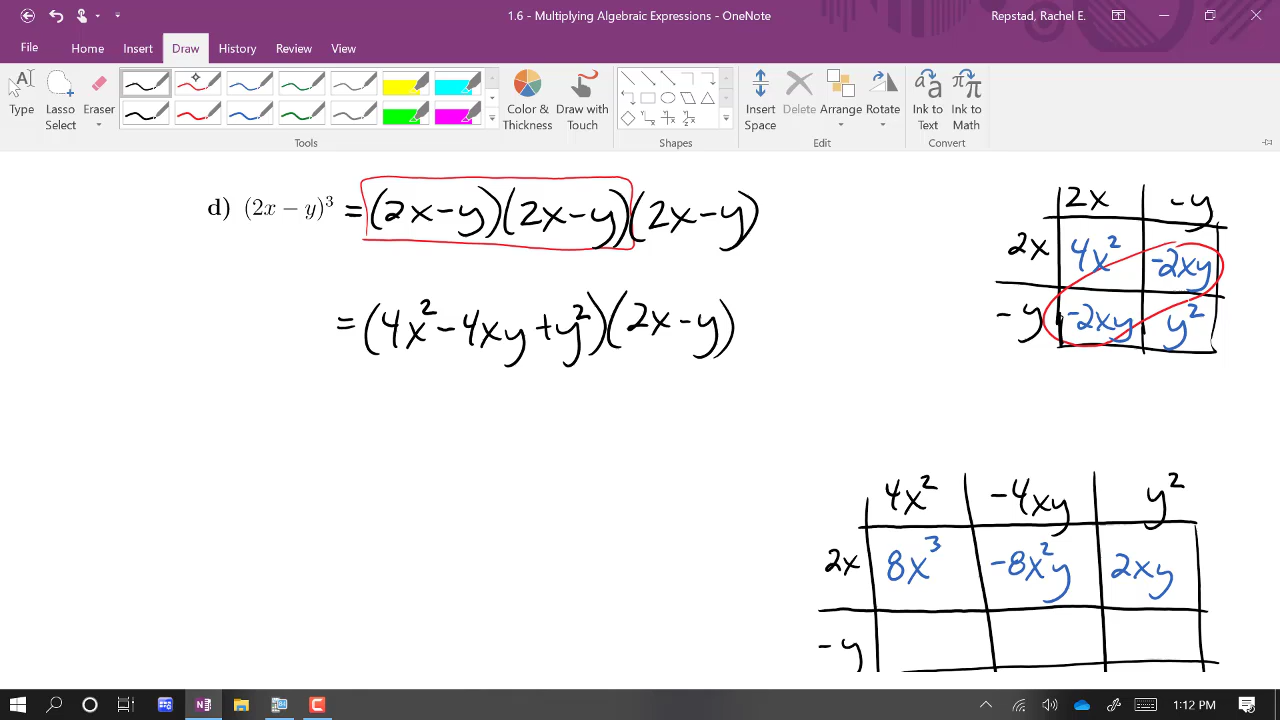 1.6 - Multiplying Algebraic Expressions - OneNote
Repstad, Rachel E.
File Home Insert Draw History Review View
Type
Lasso Select
Eraser
Color & Thickness
Draw with Touch
Insert Space
Delete
Arrange
Rotate
Ink to Text
Ink to Math
Tools
Shapes
Edit
Convert
d) (2x − y)³ = (2x-y)(2x-y)(2x-y)
= (4x² - 4xy + y²)(2x - y)
2x -y
2x 4x² -2xy
-y -2xy y²
4x² -4xy y²
2x 8x³ -8x²y 2xy
-y
1:12 PM